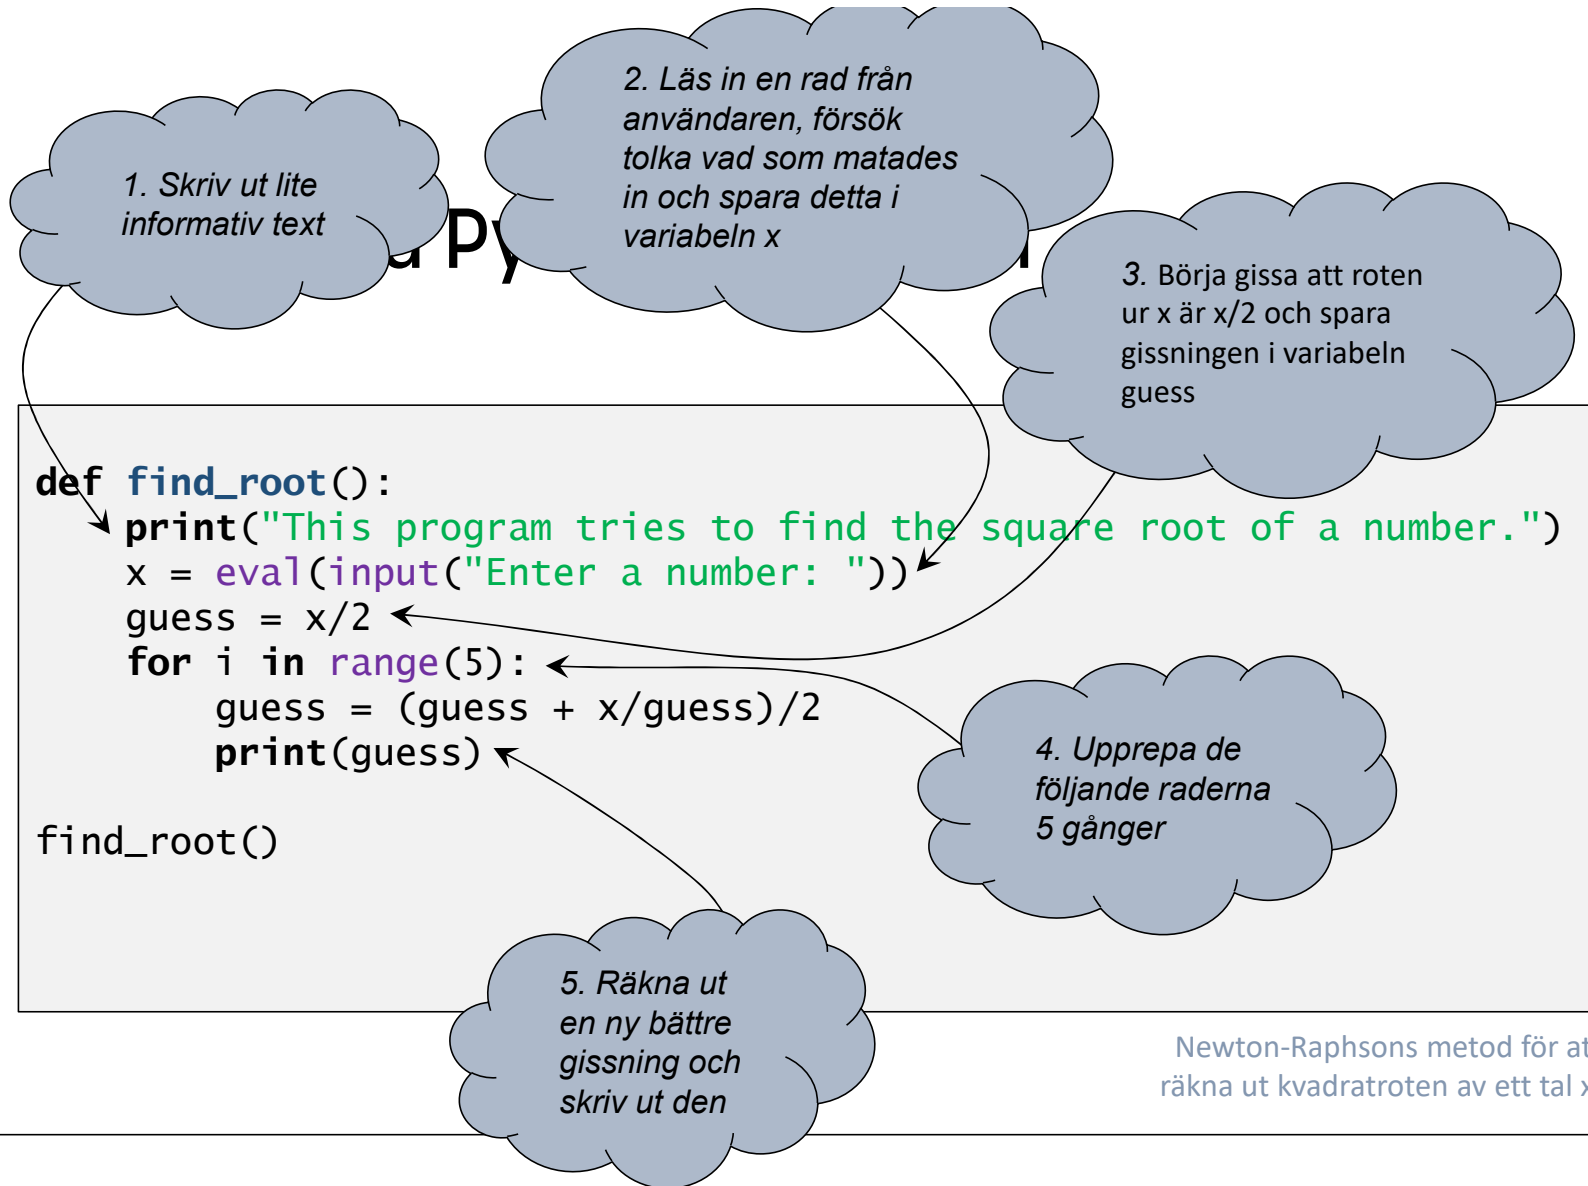 1. Skriv ut lite
informativ text
2. Läs in en rad från
användaren, försök
tolka vad som matades
in och spara detta i
variabeln x
3. Börja gissa att roten
ur x är x/2 och spara
gissningen i variabeln
guess
def find_root():
print("This program tries to find the square root of a number.")
x = eval(input("Enter a number: "))
guess = x/2
for i in range(5):
guess = (guess + x/guess)/2
print(guess)
find_root()
4. Upprepa de
följande raderna
5 gånger
5. Räkna ut
en ny bättre
gissning och
skriv ut den
Newton-Raphsons metod för at
räkna ut kvadratroten av ett tal x